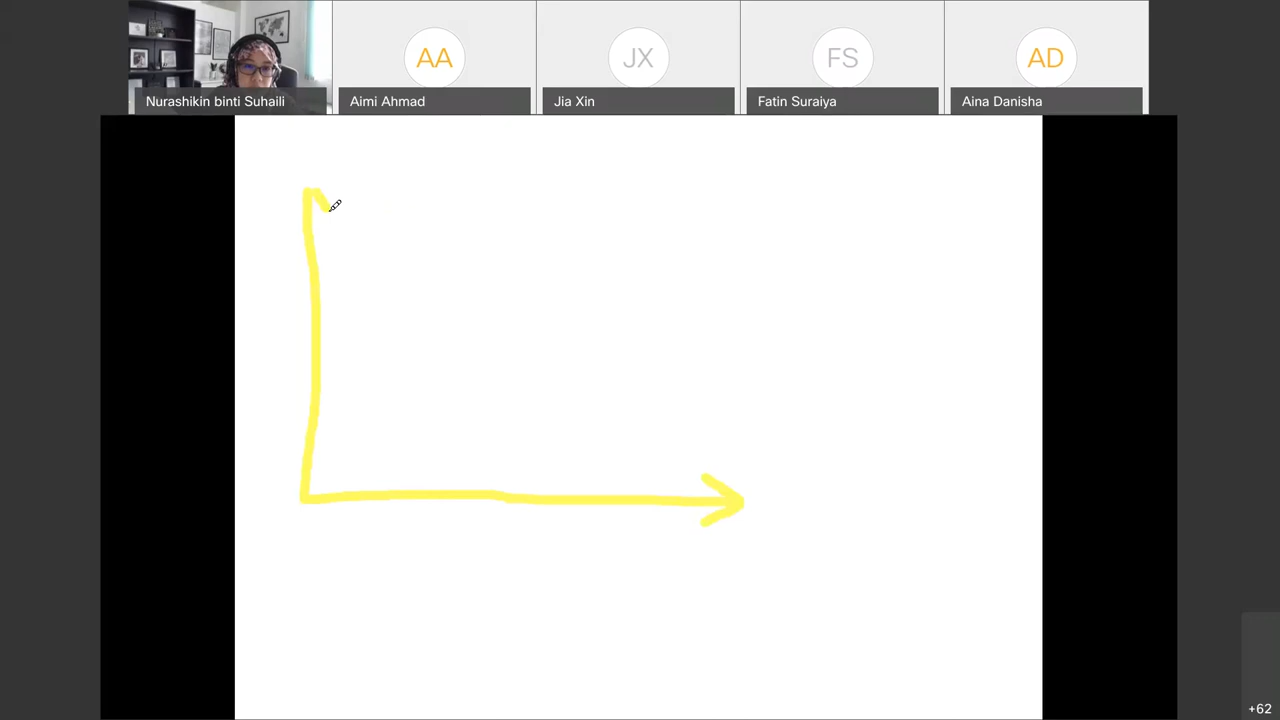 AA
JX
FS
AD
Nurashikin binti Suhaili
Aimi Ahmad
Jia Xin
Fatin Suraiya
Aina Danisha
+62